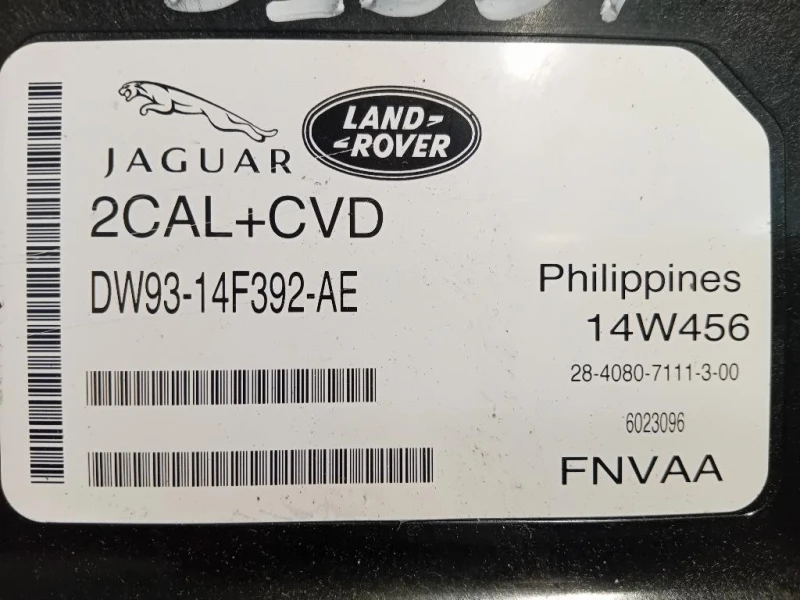 JAGUAR
LAND-
-ROVER
2CAL+CVD
DW93-14F392-AE
Philippines
14W456
28-4080-7111-3-00
6023096
FNVAA